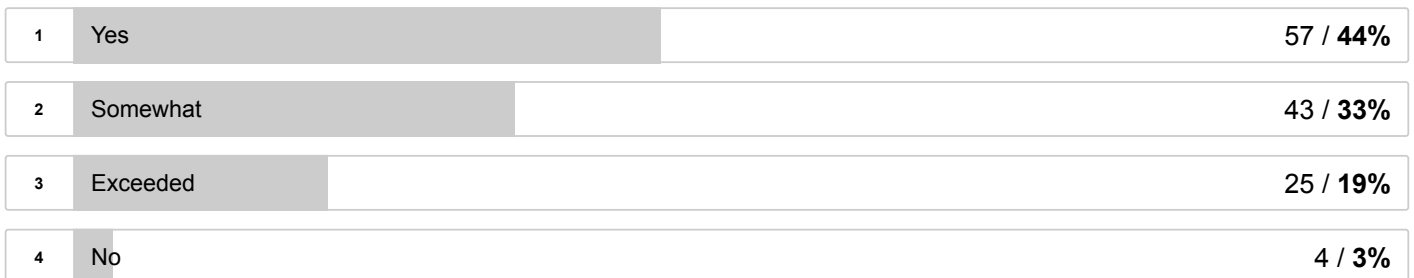 1 Yes 57 / 44%
2 Somewhat 43 / 33%
3 Exceeded 25 / 19%
4 No 4 / 3%